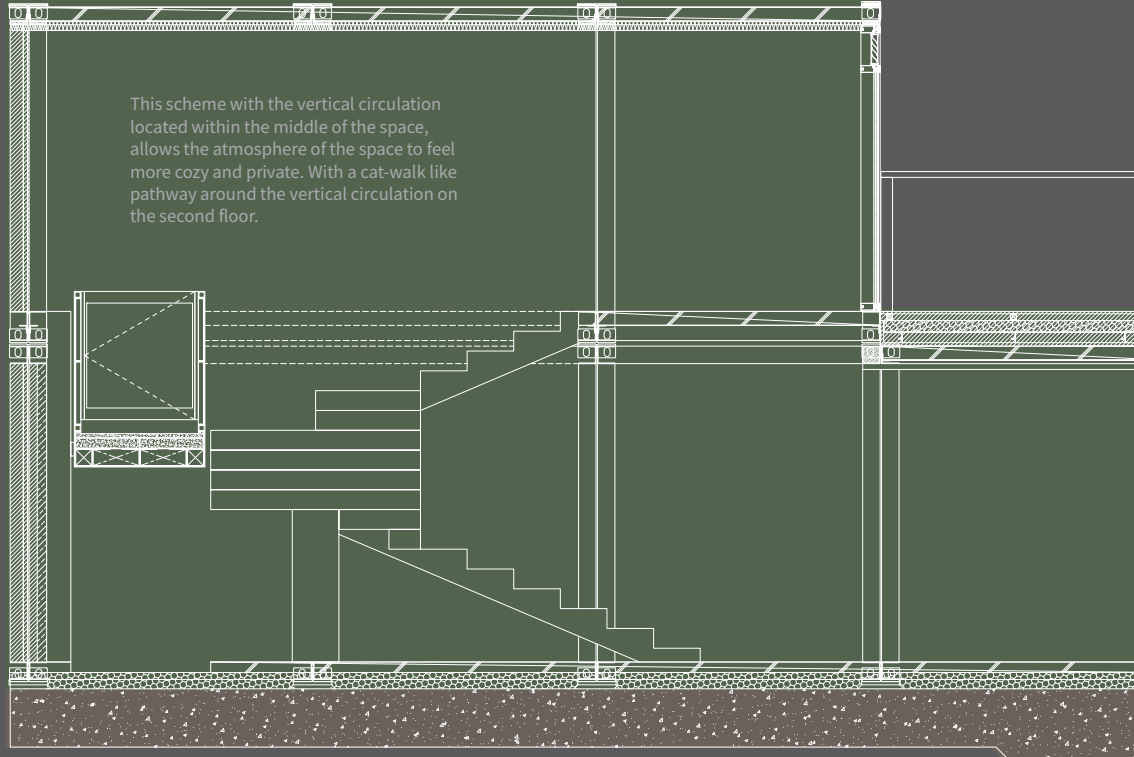 This scheme with the vertical circulation
located within the middle of the space,
allows the atmosphere of the space to feel
more cozy and private. With a cat-walk like
pathway around the vertical circulation on
the second floor.